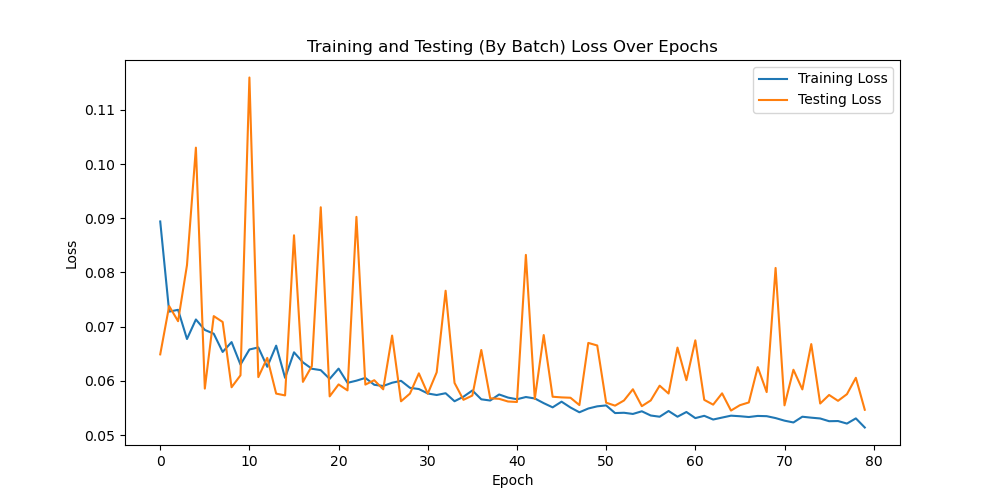 Training and Testing (By Batch) Loss Over Epochs
Training Loss
Testing Loss
0.11
0.10
0.09
0.08
0.07
0.06
0.05
Loss
0 10 20 30 40 50 60 70 80
Epoch